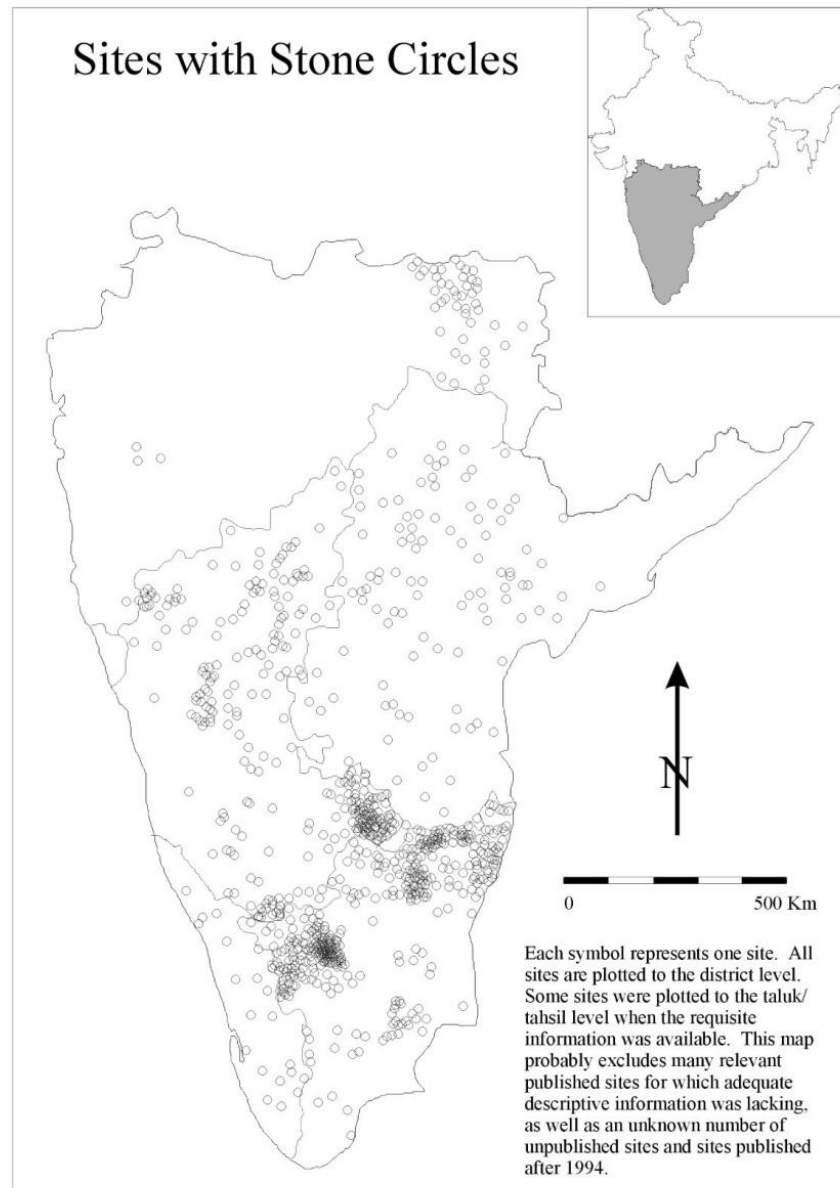 Sites with Stone Circles
N
0 500 Km
Each symbol represents one site. All
sites are plotted to the district level.
Some sites were plotted to the taluk/
tahsil level when the requisite
information was available. This map
probably excludes many relevant
published sites for which adequate
descriptive information was lacking,
as well as an unknown number of
unpublished sites and sites published
after 1994.